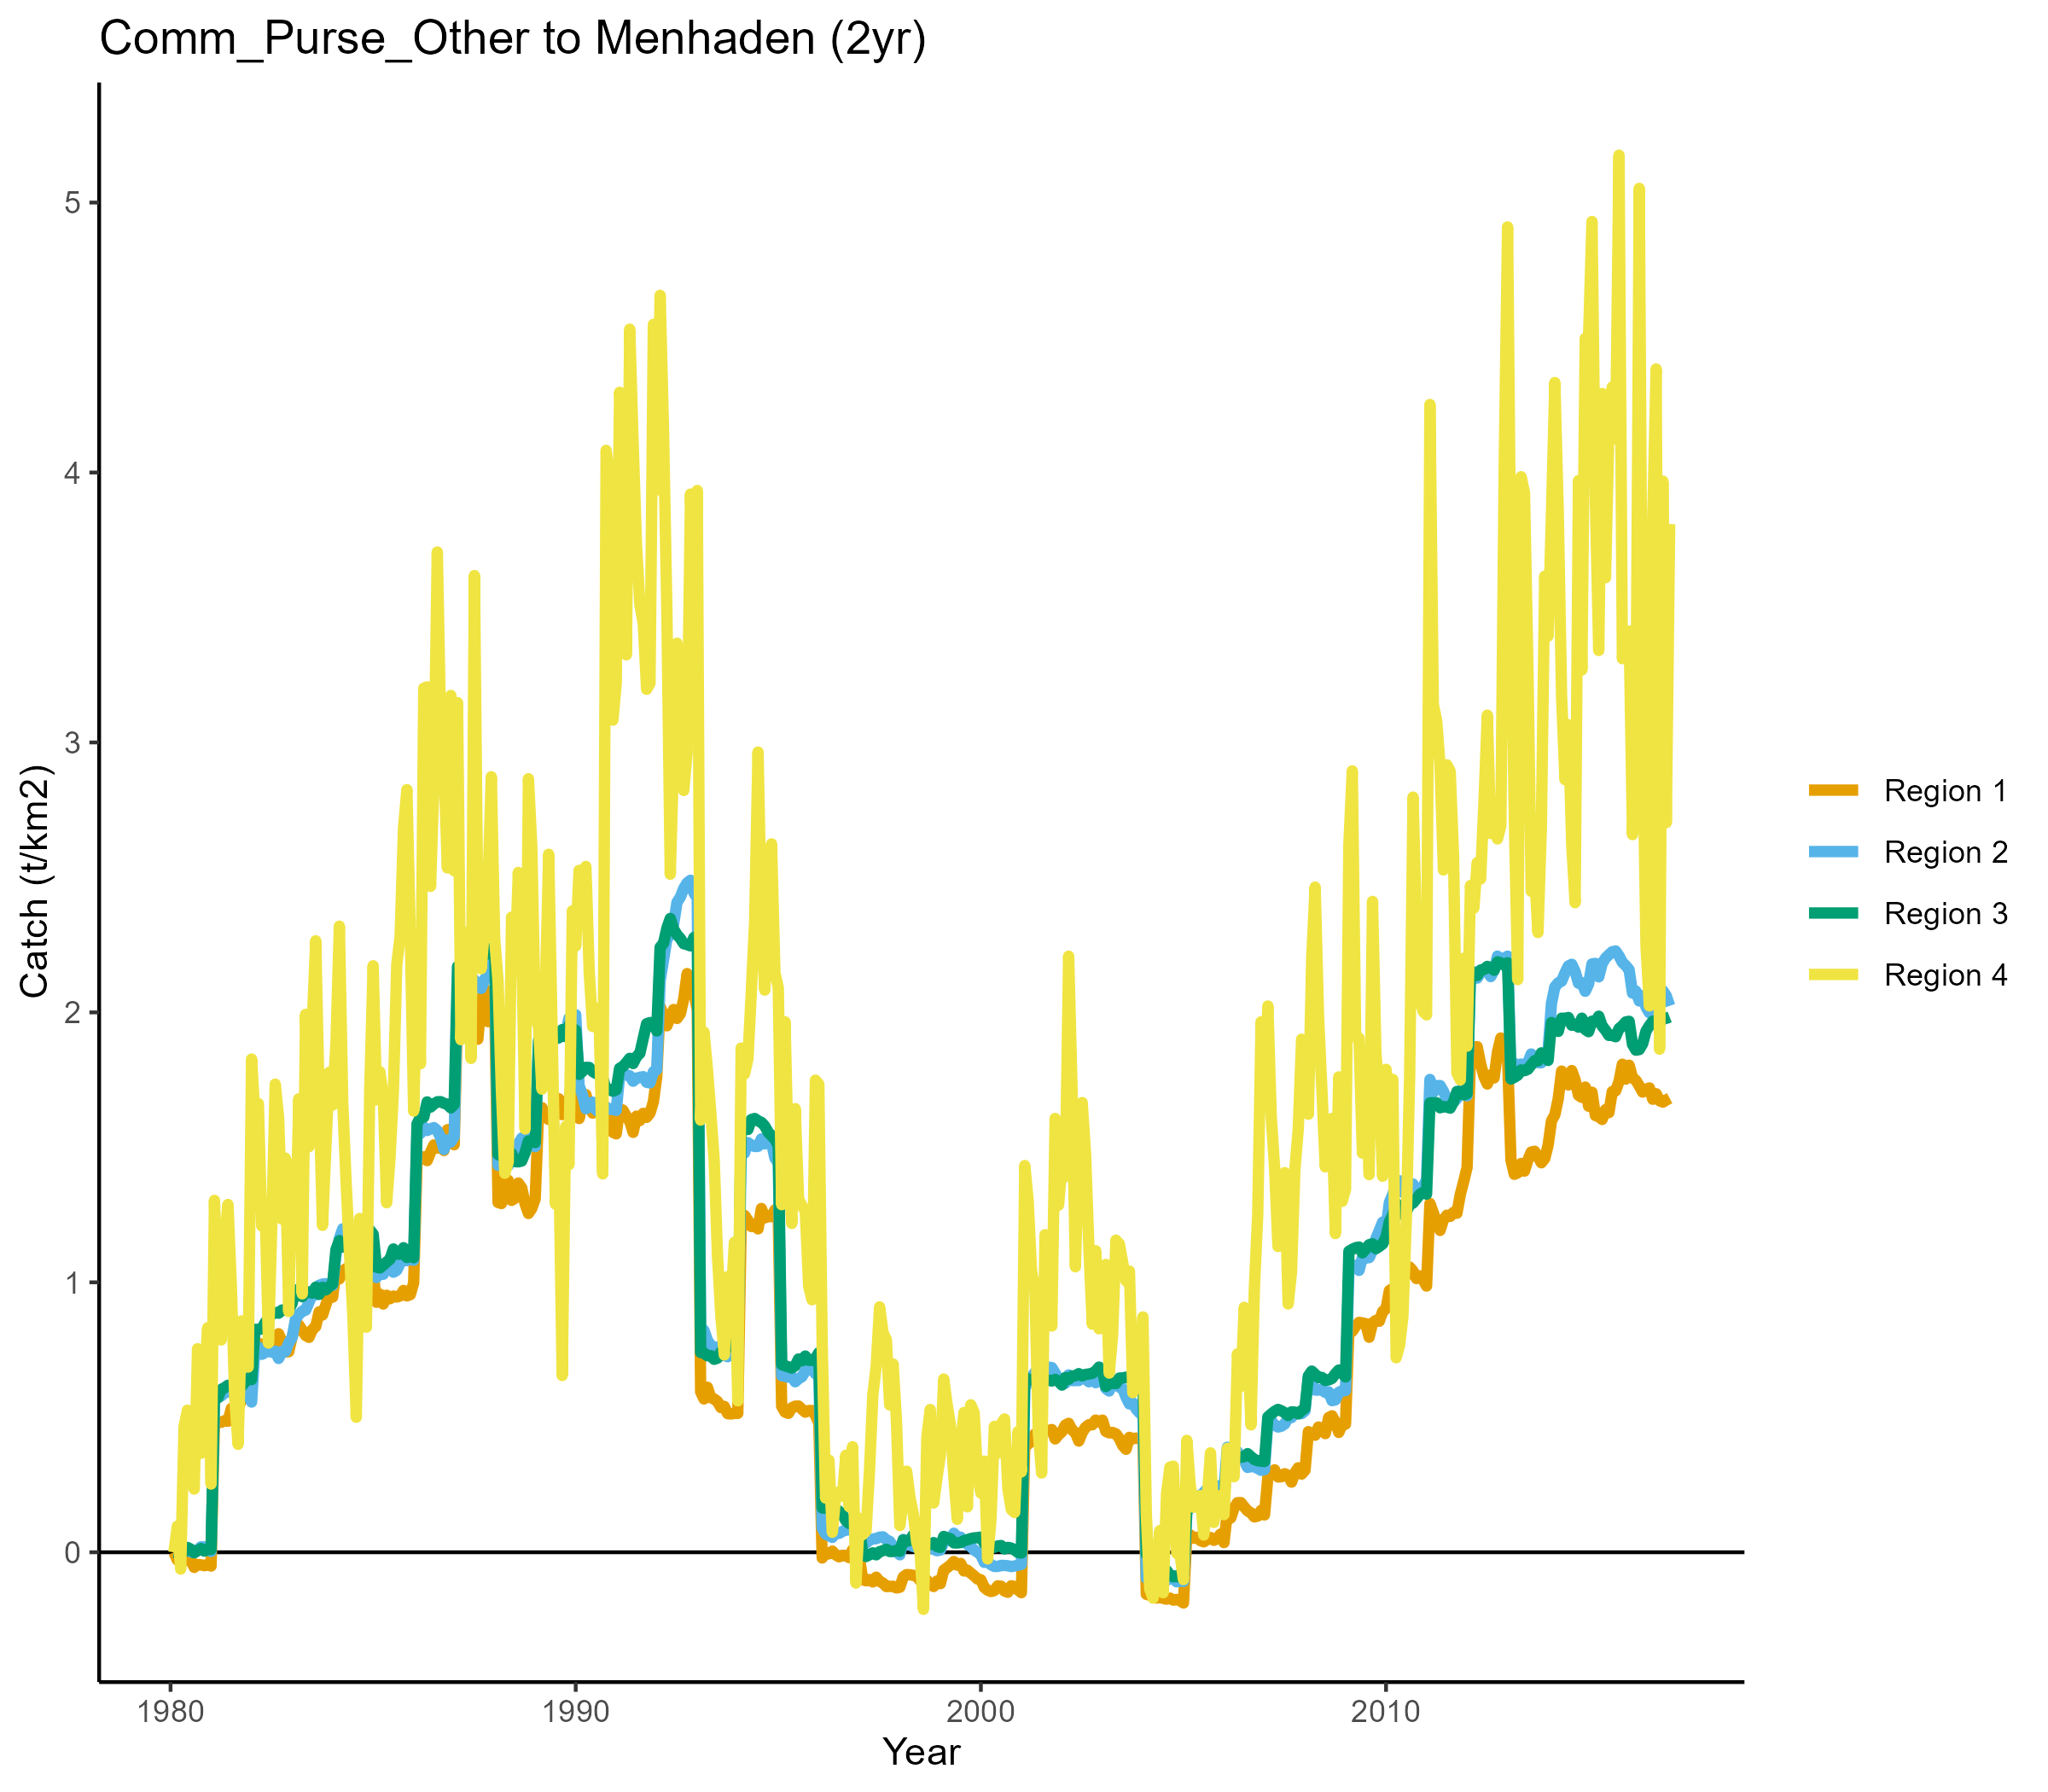 Comm_Purse_Other to Menhaden (2yr)
5
4
3
2
1
0
Catch (t/km2)
1980 1990 2000 2010
Year
Region 1
Region 2
Region 3
Region 4